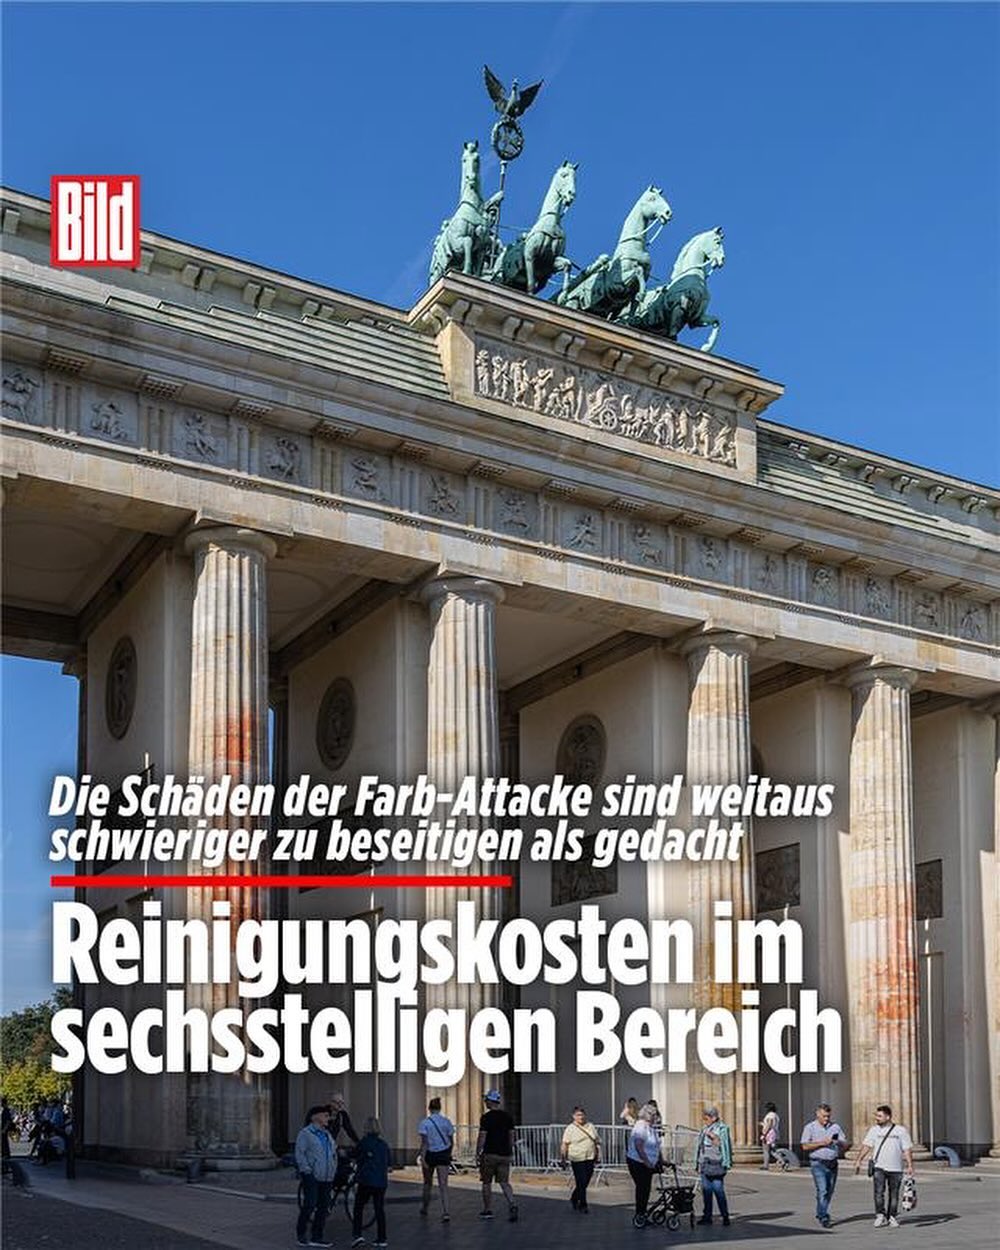 Bild
Die Schäden der Farb-Attacke sind weitaus
schwieriger zu beseitigen als gedacht
Reinigungskosten im
sechsstelligen Bereich